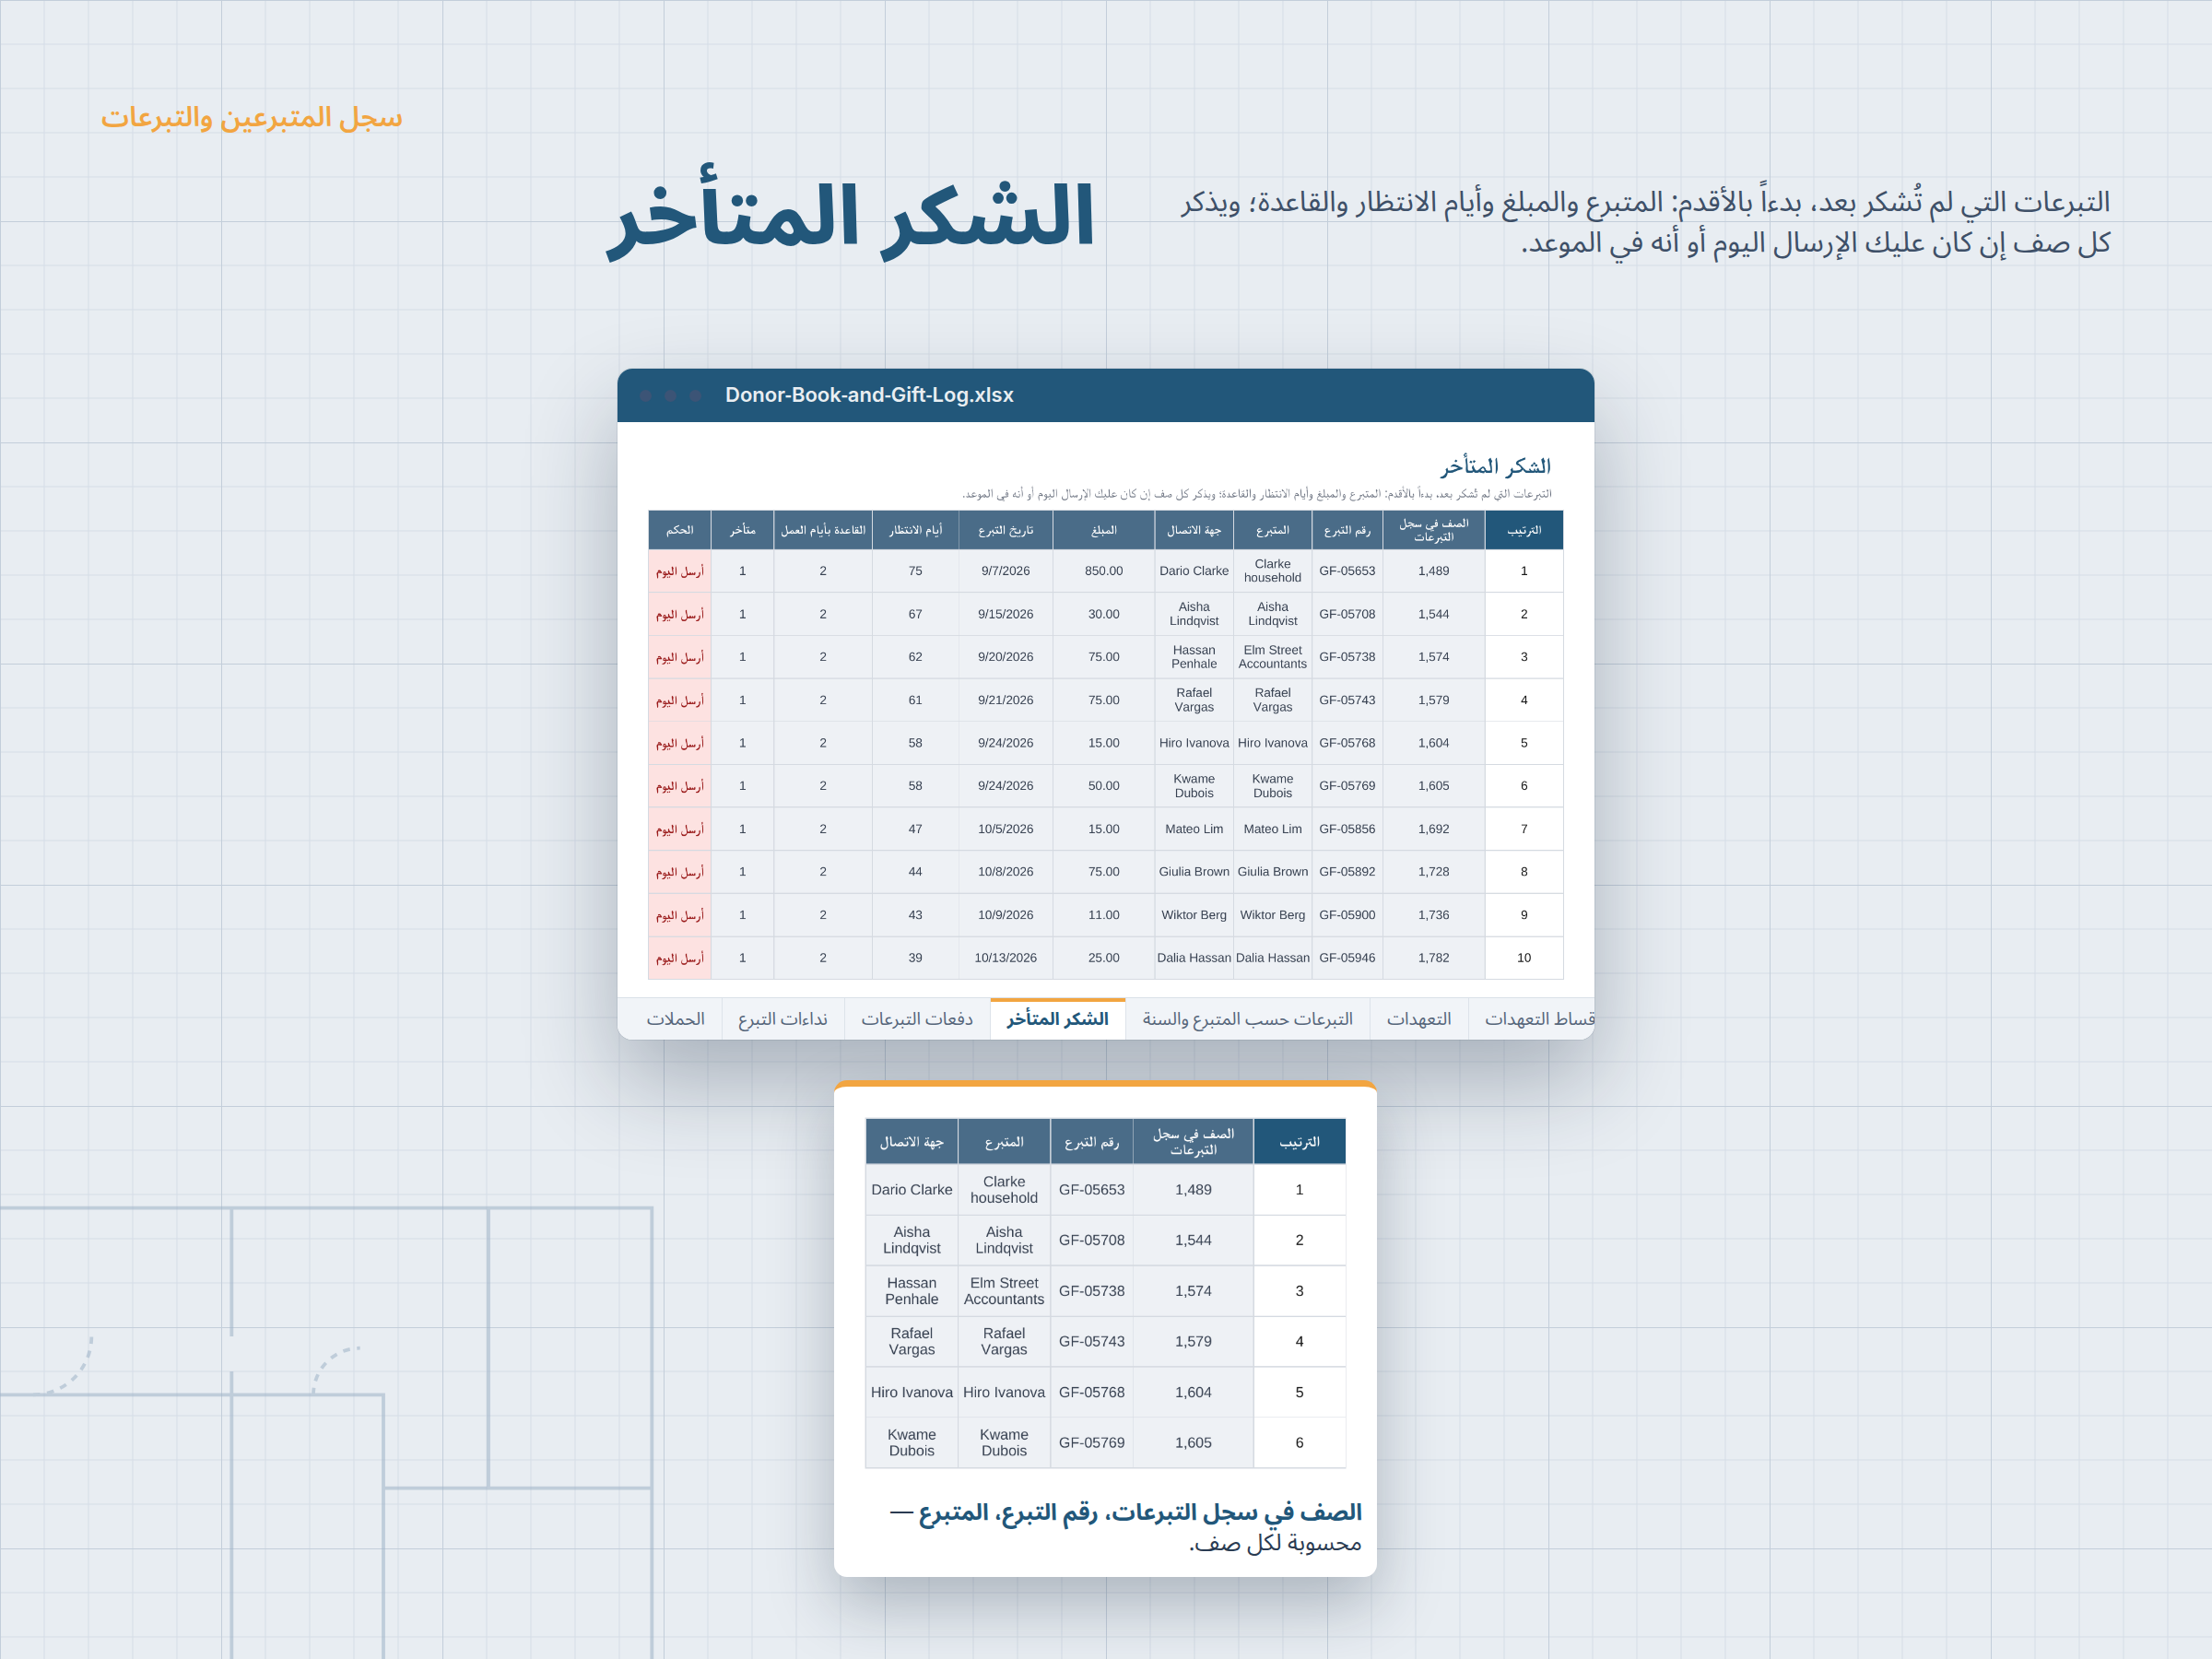 سجل المتبرعين والتبرعات
الشكر المتأخر
التبرعات التي لم تُشكر بعد، بدءاً بالأقدم: المتبرع والمبلغ وأيام الانتظار والقاعدة؛ ويذكر
كل صف إن كان عليك الإرسال اليوم أو أنه في الموعد.
Donor-Book-and-Gift-Log.xlsx
الشكر المتأخر
التبرعات التي لم تُشكر بعد، بدءاً بالأقدم: المتبرع والمبلغ وأيام الانتظار والقاعدة؛ ويذكر كل صف إن كان عليك الإرسال اليوم أو أنه في الموعد.
الترتيب الصف في سجل التبرعات رقم التبرع المتبرع جهة الاتصال المبلغ تاريخ التبرع أيام الانتظار القاعدة بأيام العمل متأخر الحكم
1 1,489 GF-05653 Clarke household Dario Clarke 850.00 9/7/2026 75 2 1 أرسل اليوم
2 1,544 GF-05708 Aisha Lindqvist Aisha Lindqvist 30.00 9/15/2026 67 2 1 أرسل اليوم
3 1,574 GF-05738 Elm Street Accountants Hassan Penhale 75.00 9/20/2026 62 2 1 أرسل اليوم
4 1,579 GF-05743 Rafael Vargas Rafael Vargas 75.00 9/21/2026 61 2 1 أرسل اليوم
5 1,604 GF-05768 Hiro Ivanova Hiro Ivanova 15.00 9/24/2026 58 2 1 أرسل اليوم
6 1,605 GF-05769 Kwame Dubois Kwame Dubois 50.00 9/24/2026 58 2 1 أرسل اليوم
7 1,692 GF-05856 Mateo Lim Mateo Lim 15.00 10/5/2026 47 2 1 أرسل اليوم
8 1,728 GF-05892 Giulia Brown Giulia Brown 75.00 10/8/2026 44 2 1 أرسل اليوم
9 1,736 GF-05900 Wiktor Berg Wiktor Berg 11.00 10/9/2026 43 2 1 أرسل اليوم
10 1,782 GF-05946 Dalia Hassan Dalia Hassan 25.00 10/13/2026 39 2 1 أرسل اليوم
قساط التعهدات التعهدات التبرعات حسب المتبرع والسنة الشكر المتأخر دفعات التبرعات نداءات التبرع الحملات
الترتيب الصف في سجل التبرعات رقم التبرع المتبرع جهة الاتصال
1 1,489 GF-05653 Clarke household Dario Clarke
2 1,544 GF-05708 Aisha Lindqvist Aisha Lindqvist
3 1,574 GF-05738 Elm Street Accountants Hassan Penhale
4 1,579 GF-05743 Rafael Vargas Rafael Vargas
5 1,604 GF-05768 Hiro Ivanova Hiro Ivanova
6 1,605 GF-05769 Kwame Dubois Kwame Dubois
الصف في سجل التبرعات، رقم التبرع، المتبرع —
محسوبة لكل صف.